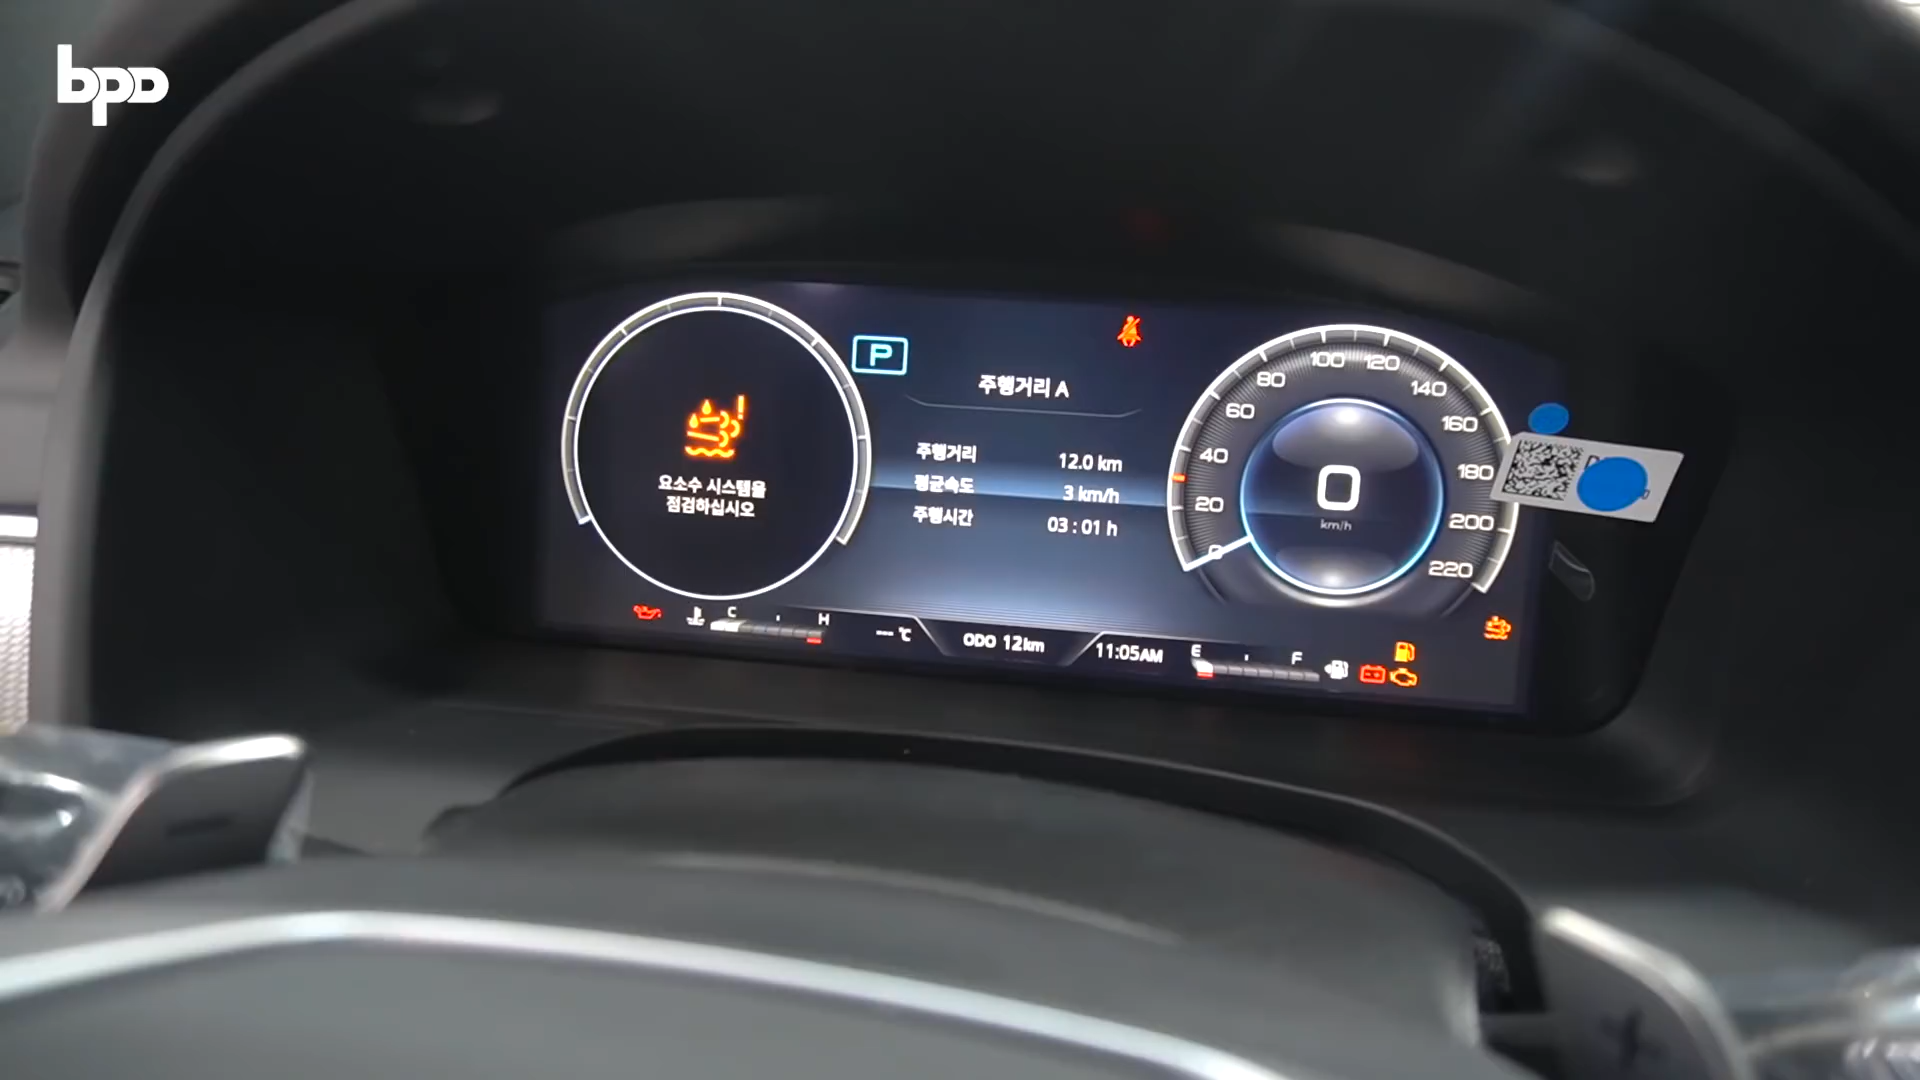 bpd
P
주행거리 A
주행거리 12.0 km
평균속도 3 km/h
주행시간 03 : 01 h
요소수 시스템을
점검하십시오
0
20
40
60
80
100
120
140
160
180
200
220
0
km/h
C
H
--- °C
ODO 12km
11:05AM
E
F